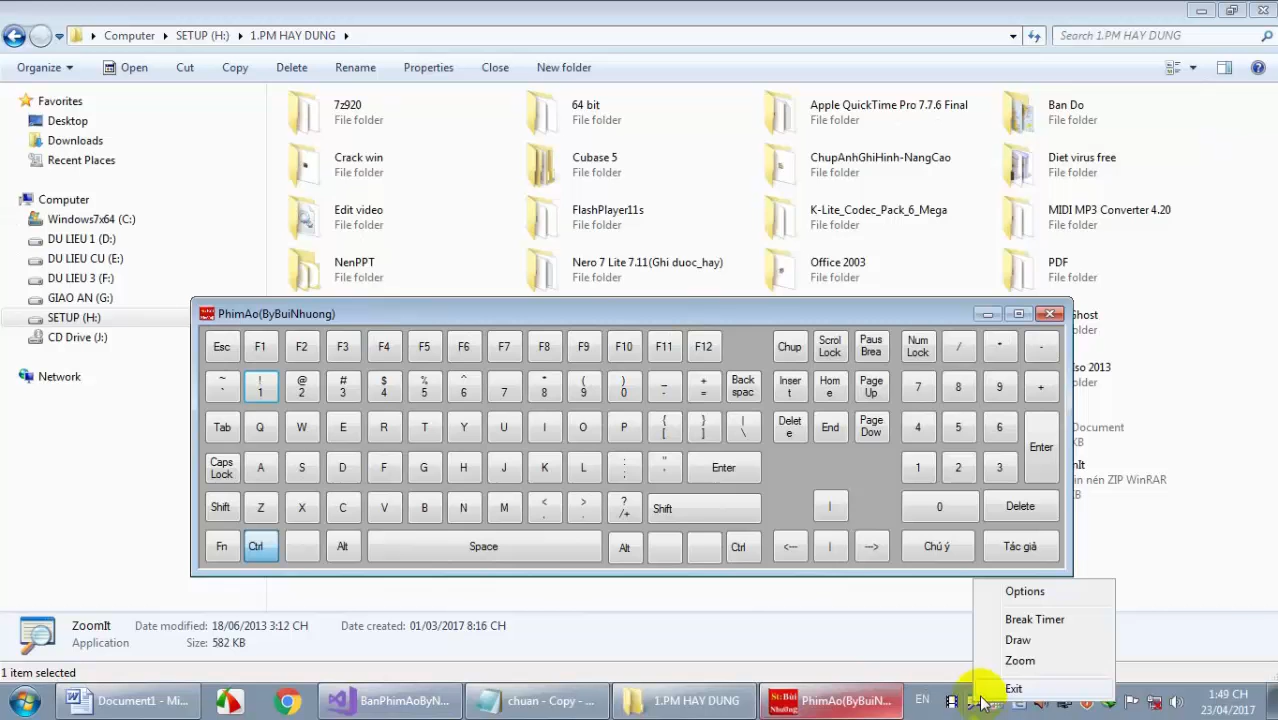 Computer
SETUP (H:)
1.PM HAY DUNG
Search 1.PM HAY DUNG
Organize
Open
Cut
Copy
Delete
Rename
Properties
Close
New folder
Favorites
Desktop
Downloads
Recent Places
Computer
Windows7x64 (C:)
DU LIEU 1 (D:)
DU LIEU CU (E:)
DU LIEU 3 (F:)
GIAO AN (G:)
SETUP (H:)
CD Drive (J:)
Network
7z920
File folder
64 bit
File folder
Apple QuickTime Pro 7.7.6 Final
File folder
Ban Do
File folder
Crack win
File folder
Cubase 5
File folder
ChupAnhGhiHinh-NangCao
File folder
Diet virus free
File folder
Edit video
File folder
FlashPlayer11s
File folder
K-Lite_Codec_Pack_6_Mega
File folder
MIDI MP3 Converter 4.20
File folder
NenPPT
File folder
Nero 7 Lite 7.11(Ghi duoc_hay)
File folder
Office 2003
File folder
PDF
File folder
Ghost
File folder
iso 2013
File folder
Document
KB
in nén ZIP WinRAR
KB
PhimAo(ByBuiNhuong)
Esc F1 F2 F3 F4 F5 F6 F7 F8 F9 F10 F11 F12
Chup
Scrol
Lock
Paus
Brea
Num
Lock
/ * -
~
`
!
1
@
2
#
3
$
4
%
5
^
6
7
*
8
(
9
)
0
_
-
+
=
Back
spac
Inser
t
Hom
e
Page
Up
7 8 9 +
Tab Q W E R T Y U I O P
{
[
}
]
|
\
Delet
e
End
Page
Dow
4 5 6
Enter
Caps
Lock
A S D F G H J K L
:
;
"
'
Enter
1 2 3
Shift Z X C V B N M
<
,
>
.
?
/+
Shift
|
0
Delete
Fn Ctrl Alt Space Alt Ctrl
<-- | -->
Chú ý
Tác giả
Options
Break Timer
Draw
Zoom
Exit
ZoomIt
Application
Date modified: 18/06/2013 3:12 CH
Size: 582 KB
Date created: 01/03/2017 8:16 CH
1 item selected
Document1 - Mi...
BanPhimAoByN...
chuan - Copy - ...
1.PM HAY DUNG
St:Bùi
Nhường
PhimAo(ByBuiN...
EN
1:49 CH
23/04/2017